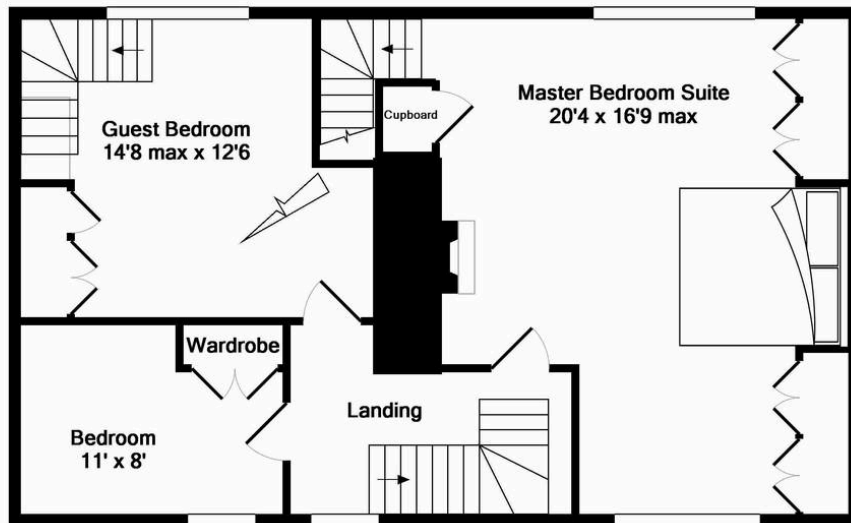 Guest Bedroom
14'8 max x 12'6
Cupboard
Master Bedroom Suite
20'4 x 16'9 max
Wardrobe
Bedroom
11' x 8'
Landing